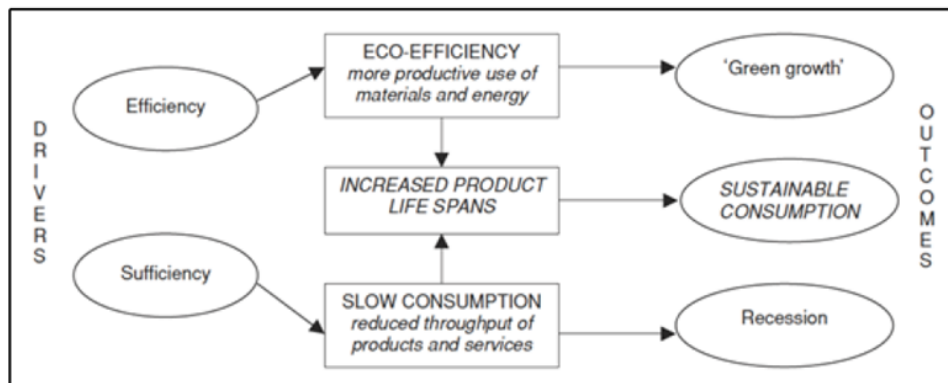 DRIVERS
Efficiency
Sufficiency
ECO-EFFICIENCY
more productive use of
materials and energy
INCREASED PRODUCT
LIFE SPANS
SLOW CONSUMPTION
reduced throughput of
products and services
'Green growth'
SUSTAINABLE
CONSUMPTION
Recession
OUTCOMES